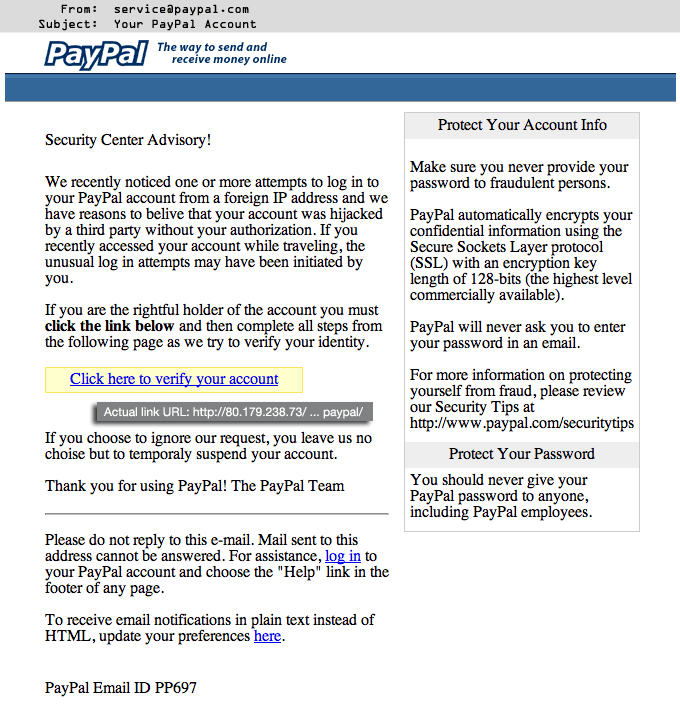 From: service@paypal.com
Subject: Your PayPal Account
PayPal
The way to send and
receive money online
Security Center Advisory!
We recently noticed one or more attempts to log in to
your PayPal account from a foreign IP address and we
have reasons to belive that your account was hijacked
by a third party without your authorization. If you
recently accessed your account while traveling, the
unusual log in attempts may have been initiated by
you.
If you are the rightful holder of the account you must
click the link below and then complete all steps from
the following page as we try to verify your identity.
Click here to verify your account
Actual link URL: http://80.179.238.73/ ... paypal/
If you choose to ignore our request, you leave us no
choise but to temporaly suspend your account.
Thank you for using PayPal! The PayPal Team
Please do not reply to this e-mail. Mail sent to this
address cannot be answered. For assistance, log in to
your PayPal account and choose the "Help" link in the
footer of any page.
To receive email notifications in plain text instead of
HTML, update your preferences here.
PayPal Email ID PP697
Protect Your Account Info
Make sure you never provide your
password to fraudulent persons.
PayPal automatically encrypts your
confidential information using the
Secure Sockets Layer protocol
(SSL) with an encryption key
length of 128-bits (the highest level
commercially available).
PayPal will never ask you to enter
your password in an email.
For more information on protecting
yourself from fraud, please review
our Security Tips at
http://www.paypal.com/securitytips
Protect Your Password
You should never give your
PayPal password to anyone,
including PayPal employees.